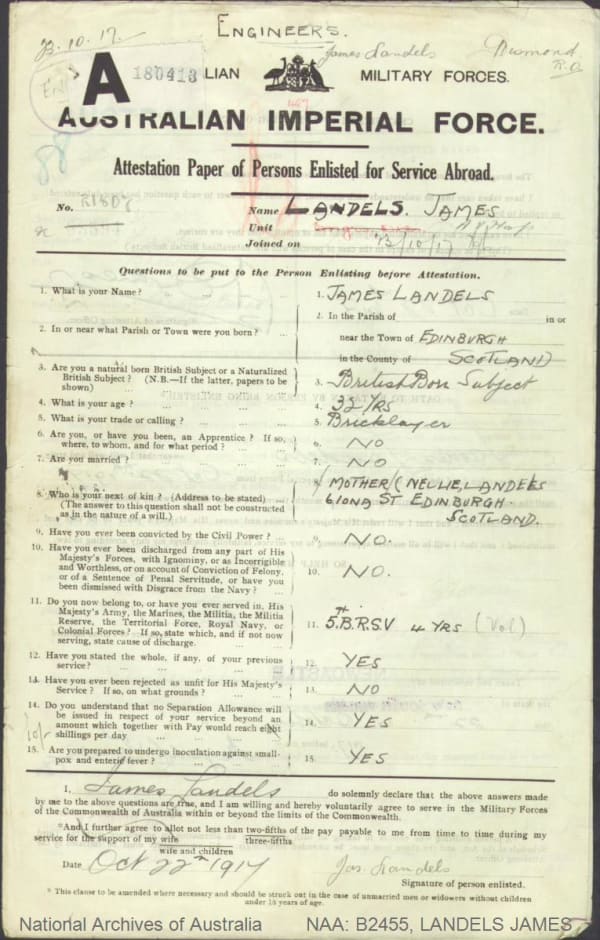 ENGINEERS.
23.10.17
James Landels
Desmond
R.O.
A 180413 LIAN MILITARY FORCES.
AUSTRALIAN IMPERIAL FORCE.
Attestation Paper of Persons Enlisted for Service Abroad.
No. Name LANDELS. JAMES
Unit
Joined on 23/10/17
Questions to be put to the Person Enlisting before Attestation.
1. What is your Name? 1. JAMES LANDELS
2. In or near what Parish or Town were you born? 2. In the Parish of in or
near the Town of EDINBURGH
in the County of SCOTLAND
3. Are you a natural born British Subject or a Naturalized
British Subject? (N.B.—If the latter, papers to be
shown) 3. British Born Subject
4. What is your age? 4. 32 YRS
5. What is your trade or calling? 5. Bricklayer
6. Are you, or have you been, an Apprentice? If so,
where, to whom, and for what period? 6. NO
7. Are you married? 7. NO
8. Who is your next of kin? (Address to be stated)
(The answer to this question shall not be constructed
as in the nature of a will.)
8. MOTHER/( NELLIE, LANDELS
6 IONA ST EDINBURGH.
SCOTLAND.
9. Have you ever been convicted by the Civil Power? 9. NO.
10. Have you ever been discharged from any part of His
Majesty's Forces, with Ignominy, or as Incorrigible
and Worthless, or on account of Conviction of Felony,
or of a Sentence of Penal Servitude, or have you
been dismissed with Disgrace from the Navy? 10. NO.
11. Do you now belong to, or have you ever served in, His
Majesty's Army, the Marines, the Militia, the Militia
Reserve, the Territorial Force, Royal Navy, or
Colonial Forces? If so, state which, and if not now
serving, state cause of discharge. 11. 5th.B.R.S.V 4 YRS (Vol)
12. Have you stated the whole, if any, of your previous
service? 12. YES
13. Have you ever been rejected as unfit for His Majesty's
Service? If so, on what grounds? 13. NO
14. Do you understand that no Separation Allowance will
be issued in respect of your service beyond an
amount which together with Pay would reach eight
shillings per day 14. YES
15. Are you prepared to undergo inoculation against small-
pox and enteric fever? 15. YES
I, James Landels do solemnly declare that the above answers made
by me to the above questions are true, and I am willing and hereby voluntarily agree to serve in the Military Forces
of the Commonwealth of Australia within or beyond the limits of the Commonwealth.
*And I further agree to allot not less than two-fifths of the pay payable to me from time to time during my
three-fifths
service for the support of my wife
wife and children
Date Oct 22nd 1917 Jas. Landels
Signature of person enlisted.
* This clause to be amended where necessary and should be struck out in the case of unmarried men or widowers without children
under 18 years of age.
National Archives of Australia NAA: B2455, LANDELS JAMES